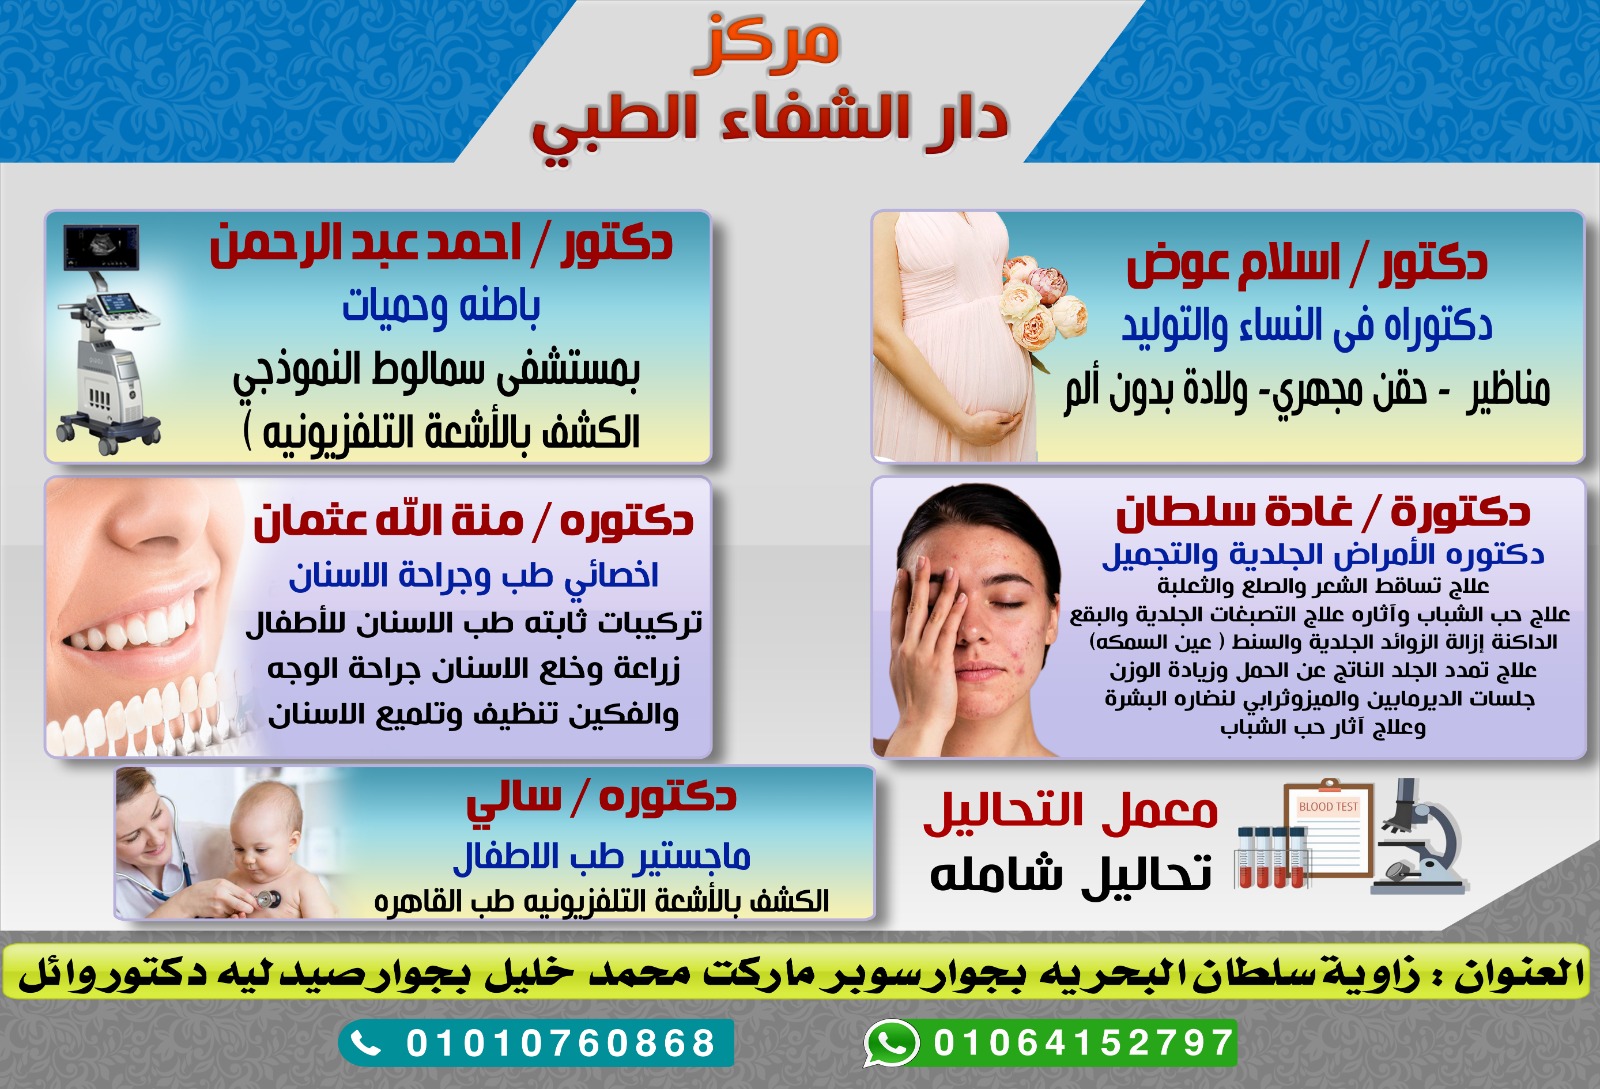 مركز
دار الشفاء الطبي
دكتور / اسلام عوض
دكتوراه فى النساء والتوليد
مناظير - حقن مجهري- ولادة بدون ألم
دكتور / احمد عبد الرحمن
باطنه وحميات
بمستشفى سمالوط النموذجي
الكشف بالأشعة التلفزيونيه )
دكتورة / غادة سلطان
دكتوره الأمراض الجلدية والتجميل
علاج تساقط الشعر والصلع والثعلبة
علاج حب الشباب وآثاره علاج التصبغات الجلدية والبقع
الداكنة إزالة الزوائد الجلدية والسنط ( عين السمكه)
علاج تمدد الجلد الناتج عن الحمل وزيادة الوزن
جلسات الديرمابين والميزوثرابي لنضاره البشرة
وعلاج آثار حب الشباب
دكتوره / منة الله عثمان
اخصائي طب وجراحة الاسنان
تركيبات ثابته طب الاسنان للأطفال
زراعة وخلع الاسنان جراحة الوجه
والفكين تنظيف وتلميع الاسنان
معمل التحاليل
تحاليل شامله
BLOOD TEST
دكتوره / سالي
ماجستير طب الاطفال
الكشف بالأشعة التلفزيونيه طب القاهره
العنوان : زاوية سلطان البحريه بجوار سوبر ماركت محمد خليل بجوار صيدليه دكتور وائل
01064152797
01010760868